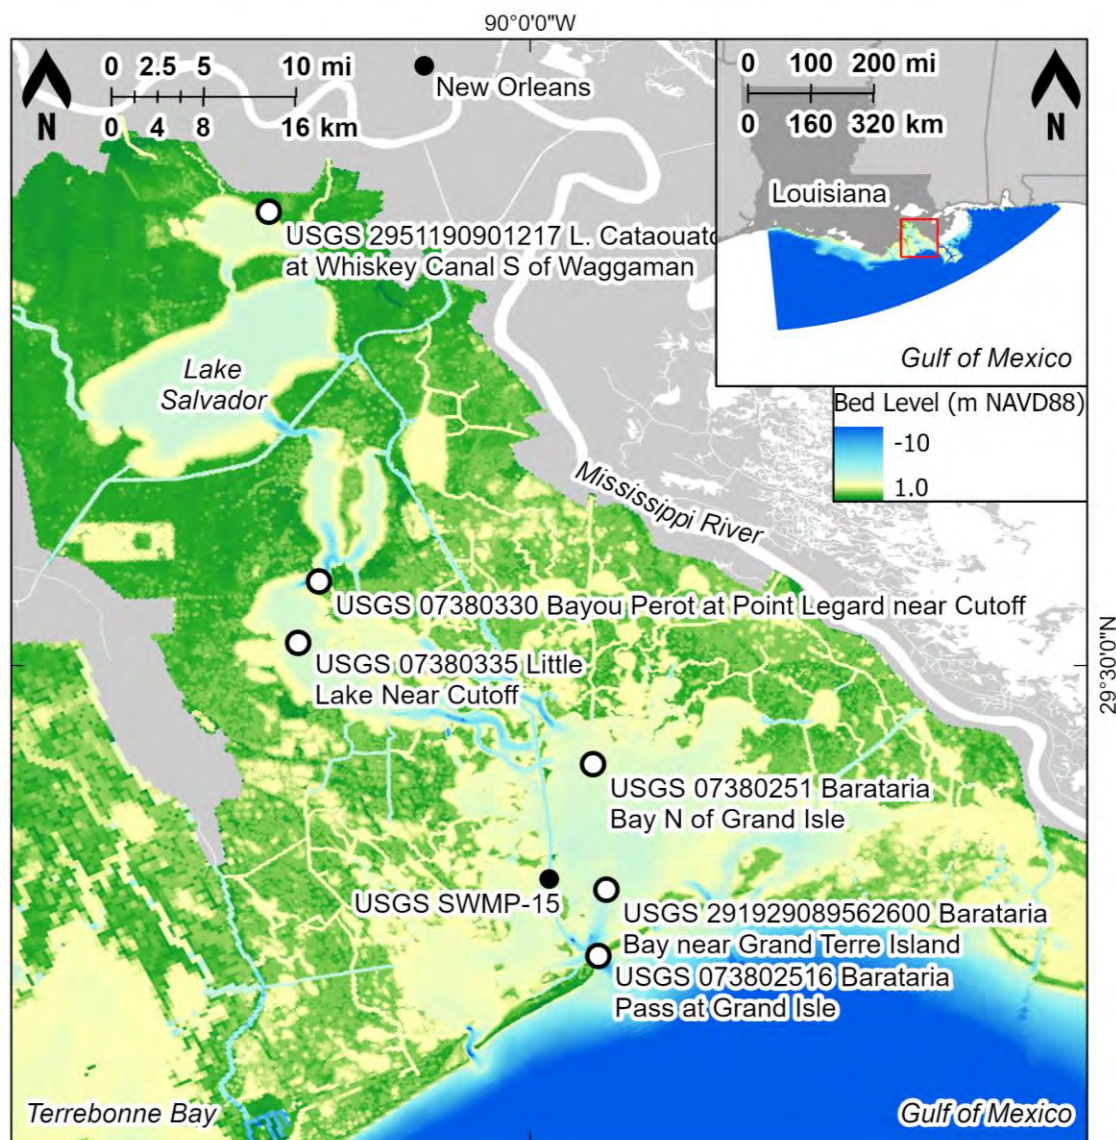 90°0'0"W
0 2.5 5 10 mi
0 4 8 16 km
N
New Orleans
0 100 200 mi
0 160 320 km
N
Louisiana
Gulf of Mexico
Bed Level (m NAVD88)
-10
1.0
USGS 2951190901217 L. Cataouatc
at Whiskey Canal S of Waggaman
Lake
Salvador
Mississippi River
USGS 07380330 Bayou Perot at Point Legard near Cutoff
USGS 07380335 Little
Lake Near Cutoff
29°30'0"N
USGS 07380251 Barataria
Bay N of Grand Isle
USGS SWMP-15
USGS 291929089562600 Barataria
Bay near Grand Terre Island
USGS 073802516 Barataria
Pass at Grand Isle
Terrebonne Bay
Gulf of Mexico